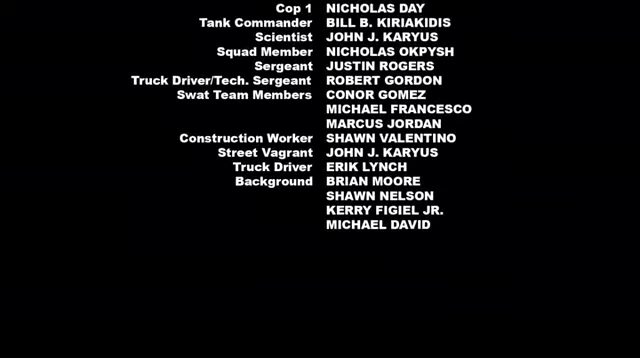 Cop 1 NICHOLAS DAY
Tank Commander BILL B. KIRIAKIDIS
Scientist JOHN J. KARYUS
Squad Member NICHOLAS OKPYSH
Sergeant JUSTIN ROGERS
Truck Driver/Tech. Sergeant ROBERT GORDON
Swat Team Members CONOR GOMEZ
MICHAEL FRANCESCO
MARCUS JORDAN
Construction Worker SHAWN VALENTINO
Street Vagrant JOHN J. KARYUS
Truck Driver ERIK LYNCH
Background BRIAN MOORE
SHAWN NELSON
KERRY FIGIEL JR.
MICHAEL DAVID